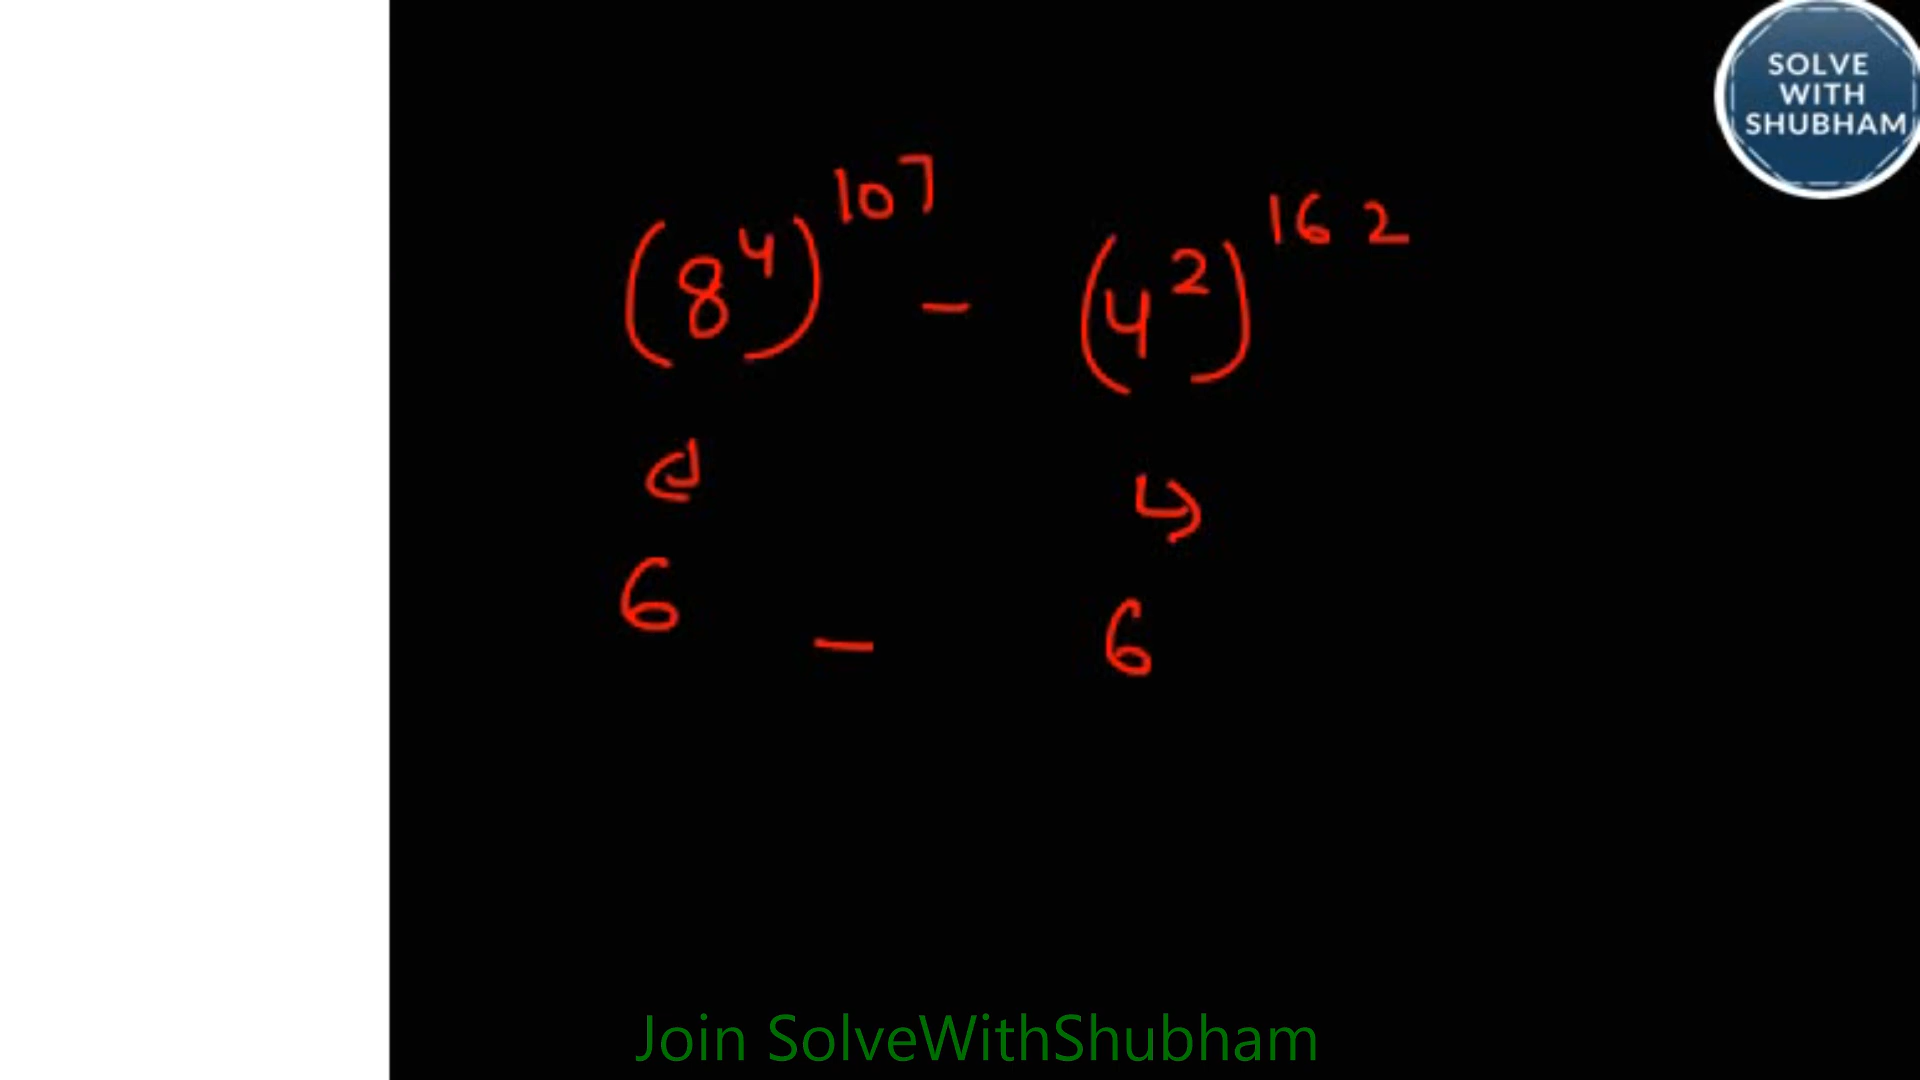 SOLVE
WITH
SHUBHAM
(8⁴)¹⁰⁷ - (4²)¹⁶²
6 - 6
Join SolveWithShubham